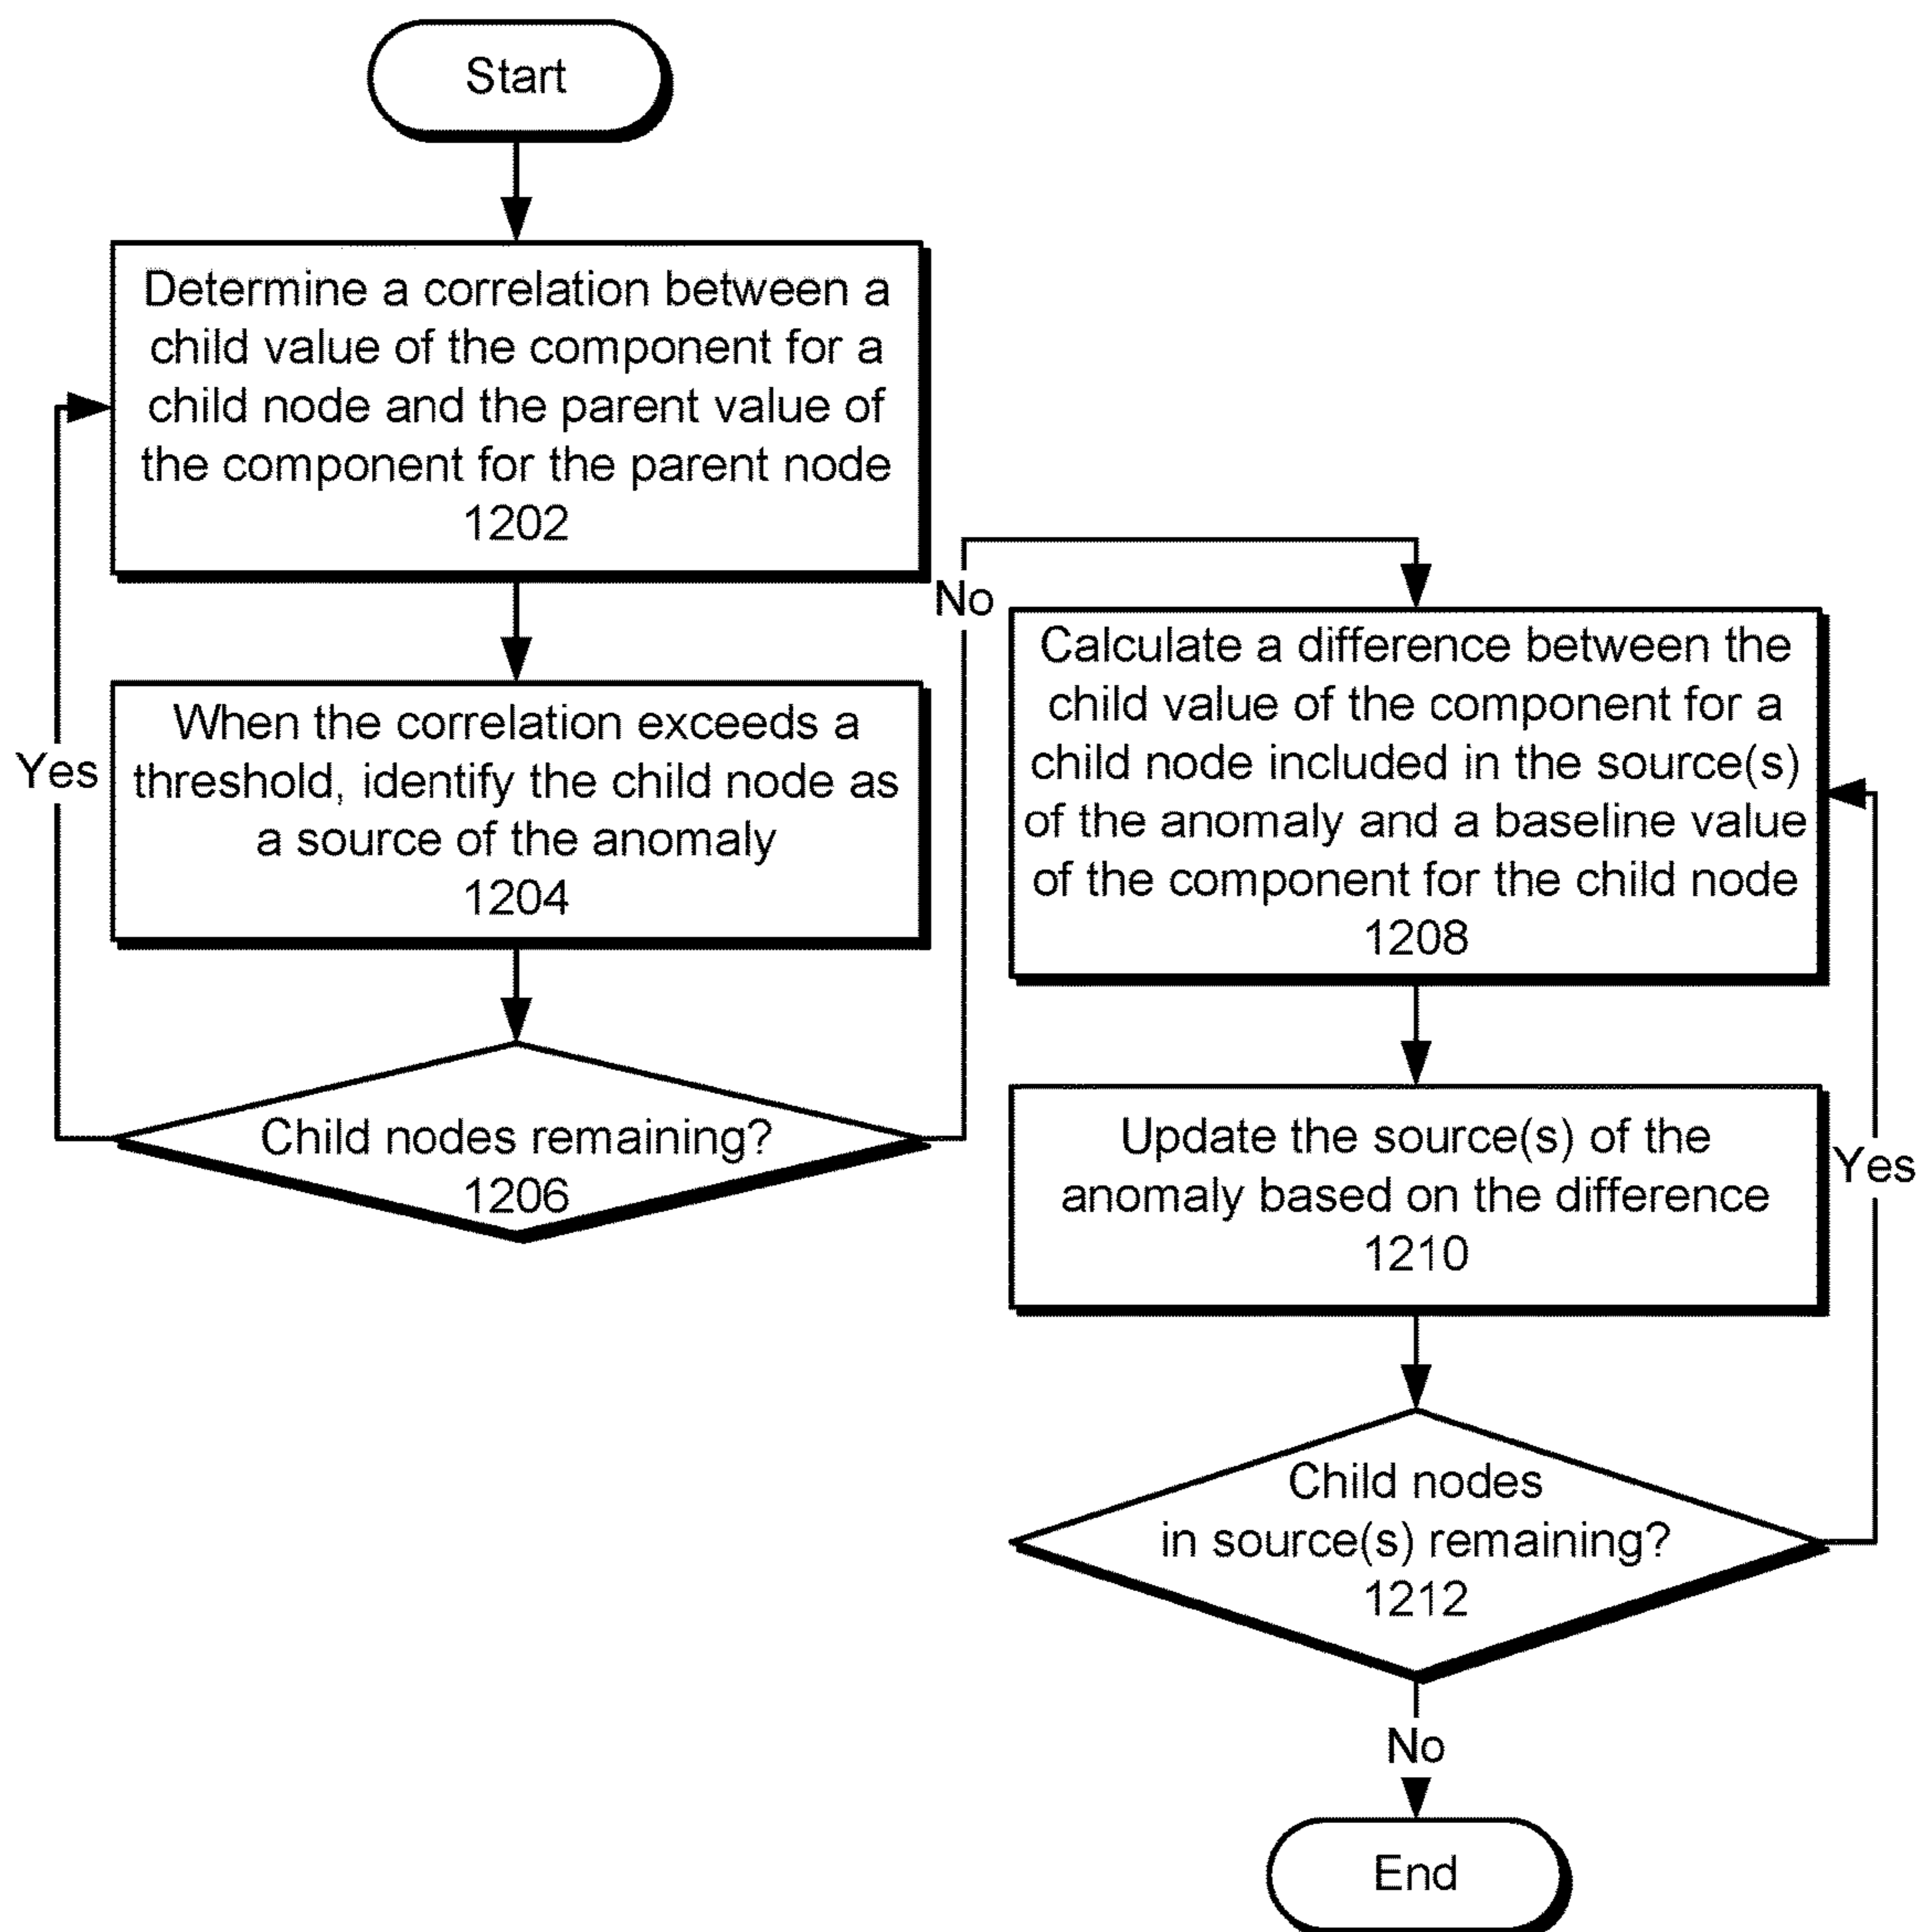 Start
Determine a correlation between a
child value of the component for a
child node and the parent value of
the component for the parent node
1202
When the correlation exceeds a
threshold, identify the child node as
a source of the anomaly
1204
Yes
Child nodes remaining?
1206
No
Calculate a difference between the
child value of the component for a
child node included in the source(s)
of the anomaly and a baseline value
of the component for the child node
1208
Update the source(s) of the
anomaly based on the difference
1210
Yes
Child nodes
in source(s) remaining?
1212
No
End